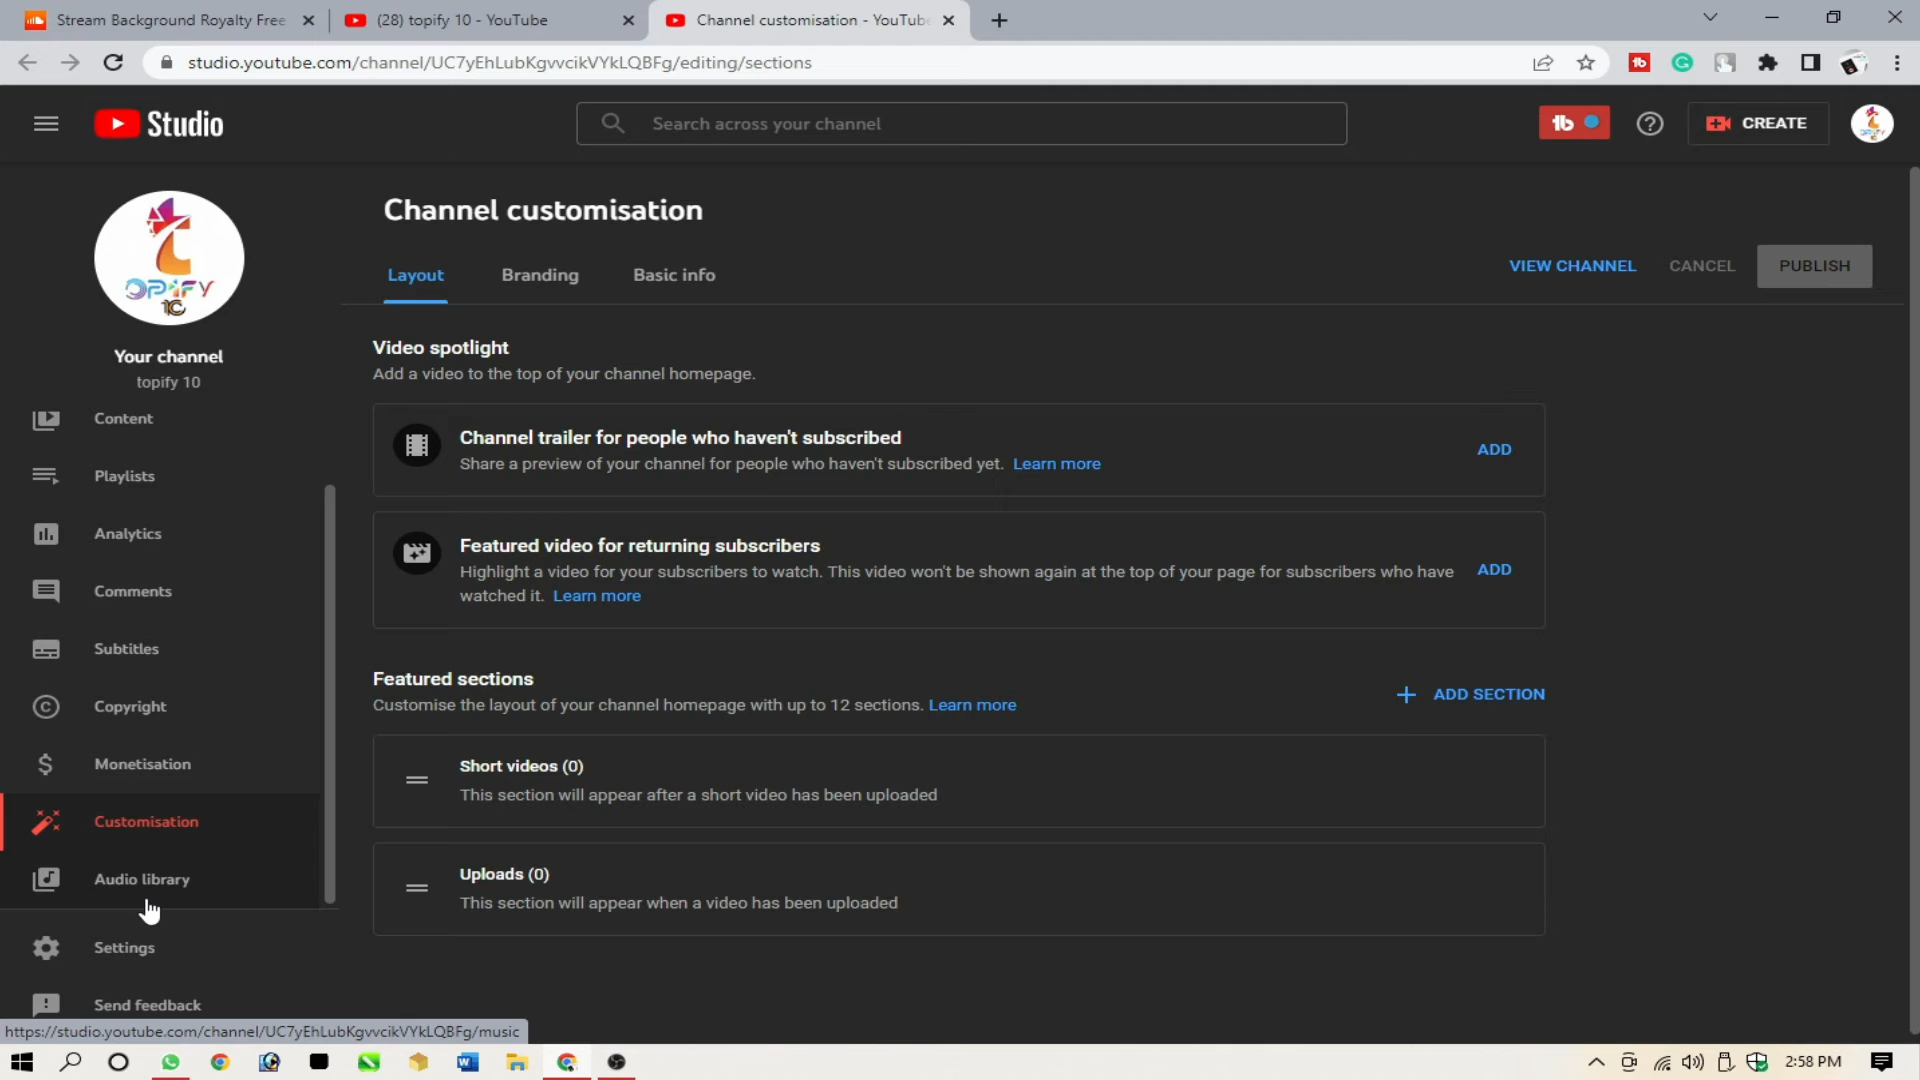 Stream Background Royalty Free
(28) topify 10 - YouTube
Channel customisation - YouTube
studio.youtube.com/channel/UC7yEhLubKgvvcikVYkLQBFg/editing/sections
Studio
Search across your channel
CREATE
OPIFY
10
Your channel
topify 10
Content
Playlists
Analytics
Comments
Subtitles
Copyright
Monetisation
Customisation
Audio library
Settings
Send feedback
Channel customisation
Layout
Branding
Basic info
VIEW CHANNEL
CANCEL
PUBLISH
Video spotlight
Add a video to the top of your channel homepage.
Channel trailer for people who haven't subscribed
Share a preview of your channel for people who haven't subscribed yet. Learn more
ADD
Featured video for returning subscribers
Highlight a video for your subscribers to watch. This video won't be shown again at the top of your page for subscribers who have
watched it. Learn more
ADD
Featured sections
Customise the layout of your channel homepage with up to 12 sections. Learn more
ADD SECTION
Short videos (0)
This section will appear after a short video has been uploaded
Uploads (0)
This section will appear when a video has been uploaded
https://studio.youtube.com/channel/UC7yEhLubKgvvcikVYkLQBFg/music
2:58 PM